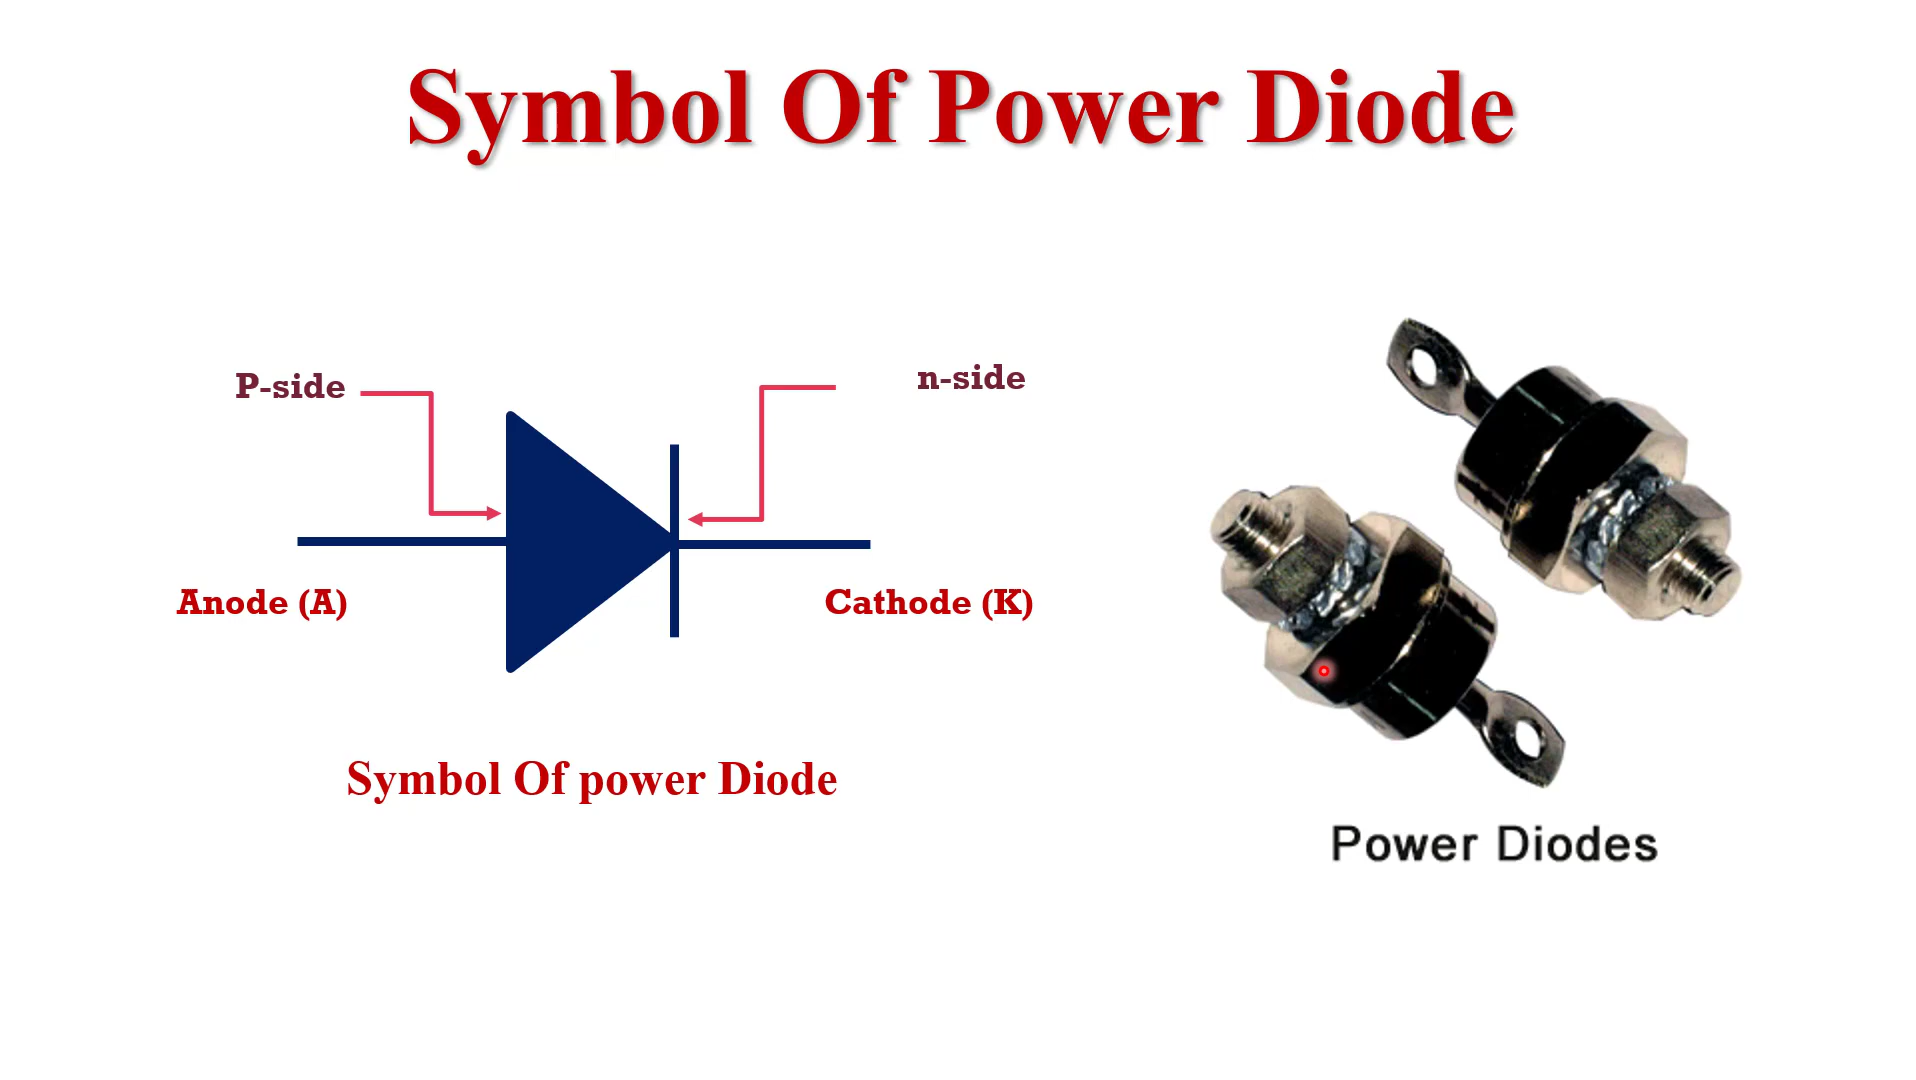 Symbol Of Power Diode
P-side
n-side
Anode (A)
Cathode (K)
Symbol Of power Diode
Power Diodes